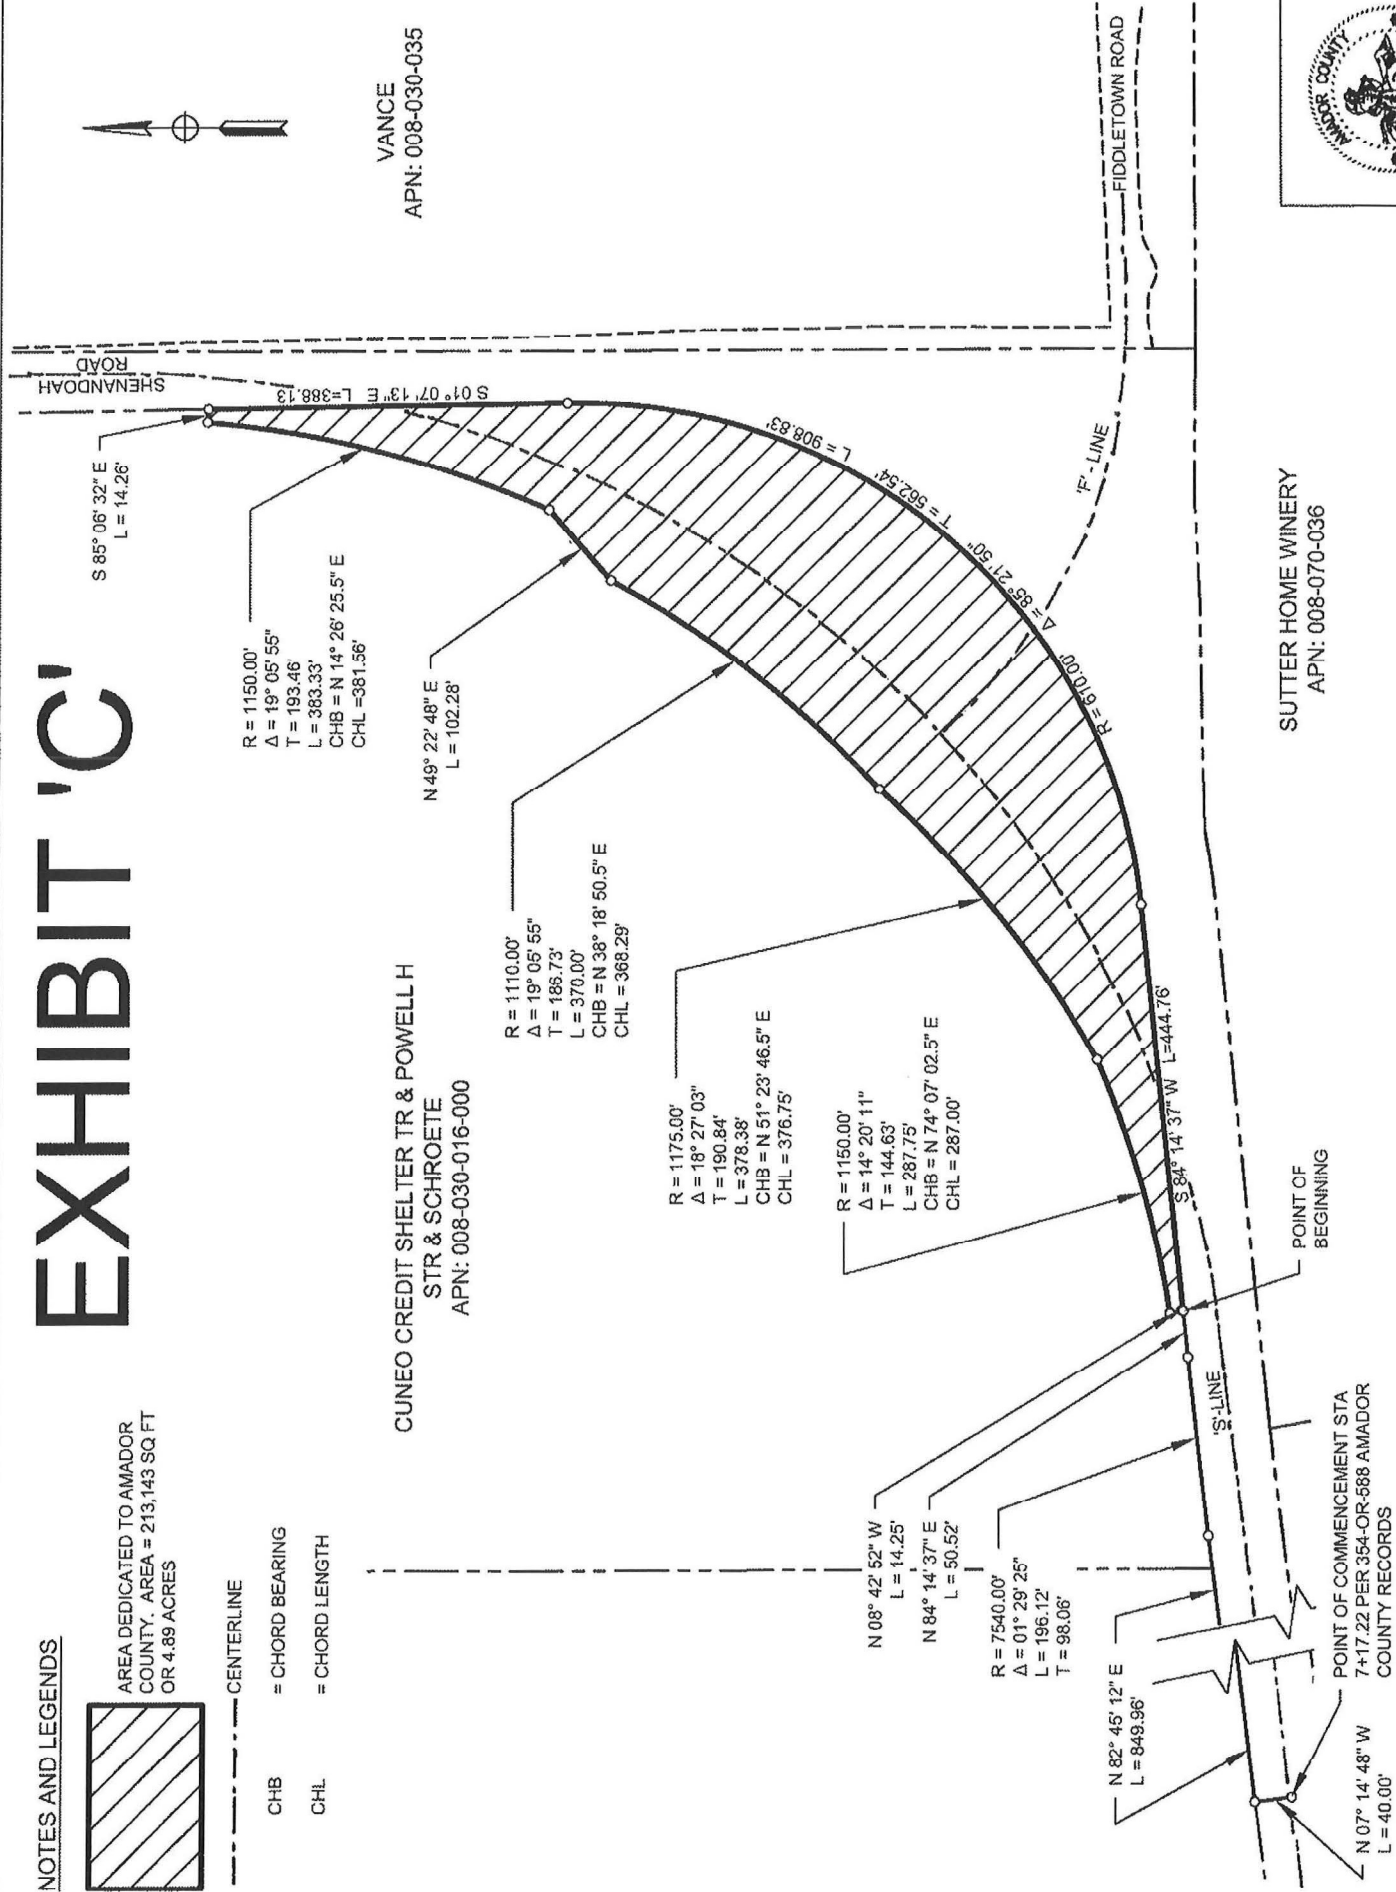 EXHIBIT 'C'
NOTES AND LEGENDS
AREA DEDICATED TO AMADOR
COUNTY. AREA = 213,143 SQ FT
OR 4.89 ACRES
CENTERLINE
CHB = CHORD BEARING
CHL = CHORD LENGTH
CUNEO CREDIT SHELTER TR & POWELL H
STR & SCHROETE
APN: 008-030-016-000
S 85° 06' 32" E
L = 14.26'
SHENANDOAH
ROAD
VANCE
APN: 008-030-035
R = 1150.00'
Δ = 19° 05' 55"
T = 193.46'
L = 383.33'
CHB = N 14° 26' 25.5" E
CHL =381.56'
S 01° 07' 13" E L=388.13
N 49° 22' 48" E
L = 102.28'
R = 1110.00'
Δ = 19° 05' 55"
T = 186.73'
L = 370.00'
CHB = N 38° 18' 50.5" E
CHL = 368.29'
R = 1175.00'
Δ = 18° 27' 03"
T = 190.84'
L = 378.38'
CHB = N 51° 23' 46.5" E
CHL = 376.75'
R = 1150.00'
Δ = 14° 20' 11"
T = 144.63'
L = 287.75'
CHB = N 74° 07' 02.5" E
CHL = 287.00'
R = 610.00' Δ = 85° 21' 50" T = 562.54' L = 908.83'
'F' - LINE
FIDDLETOWN ROAD
S 84° 14' 37" W L=444.76'
N 08° 42' 52" W
L = 14.25'
N 84° 14' 37" E
L = 50.52'
R = 7540.00'
Δ = 01° 29' 25"
L = 196.12'
T = 98.06'
N 82° 45' 12" E
L = 849.96'
'S'-LINE
POINT OF
BEGINNING
N 07° 14' 48" W
L = 40.00'
POINT OF COMMENCEMENT STA
7+17.22 PER 354-OR-588 AMADOR
COUNTY RECORDS
SUTTER HOME WINERY
APN: 008-070-036
AMADOR COUNTY